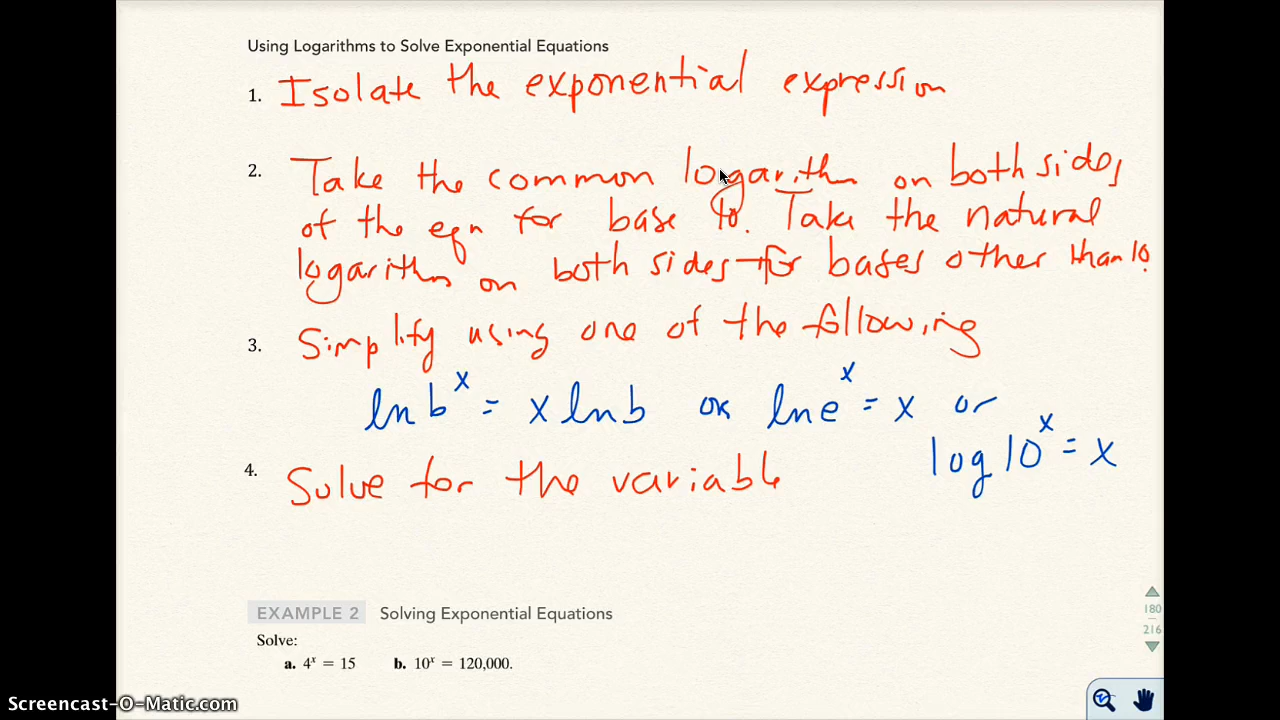 Using Logarithms to Solve Exponential Equations
1. Isolate the exponential expression
2. Take the common logarithm on both sides
of the eqn for base 10. Take the natural
logarithm on both sides for bases other than 10.
3. Simplify using one of the following
ln b^x = x ln b or ln e^x = x or
log 10^x = x
4. Solve for the variable
EXAMPLE 2 Solving Exponential Equations
Solve:
a. 4^x = 15 b. 10^x = 120,000.
180
216
Screencast-O-Matic.com